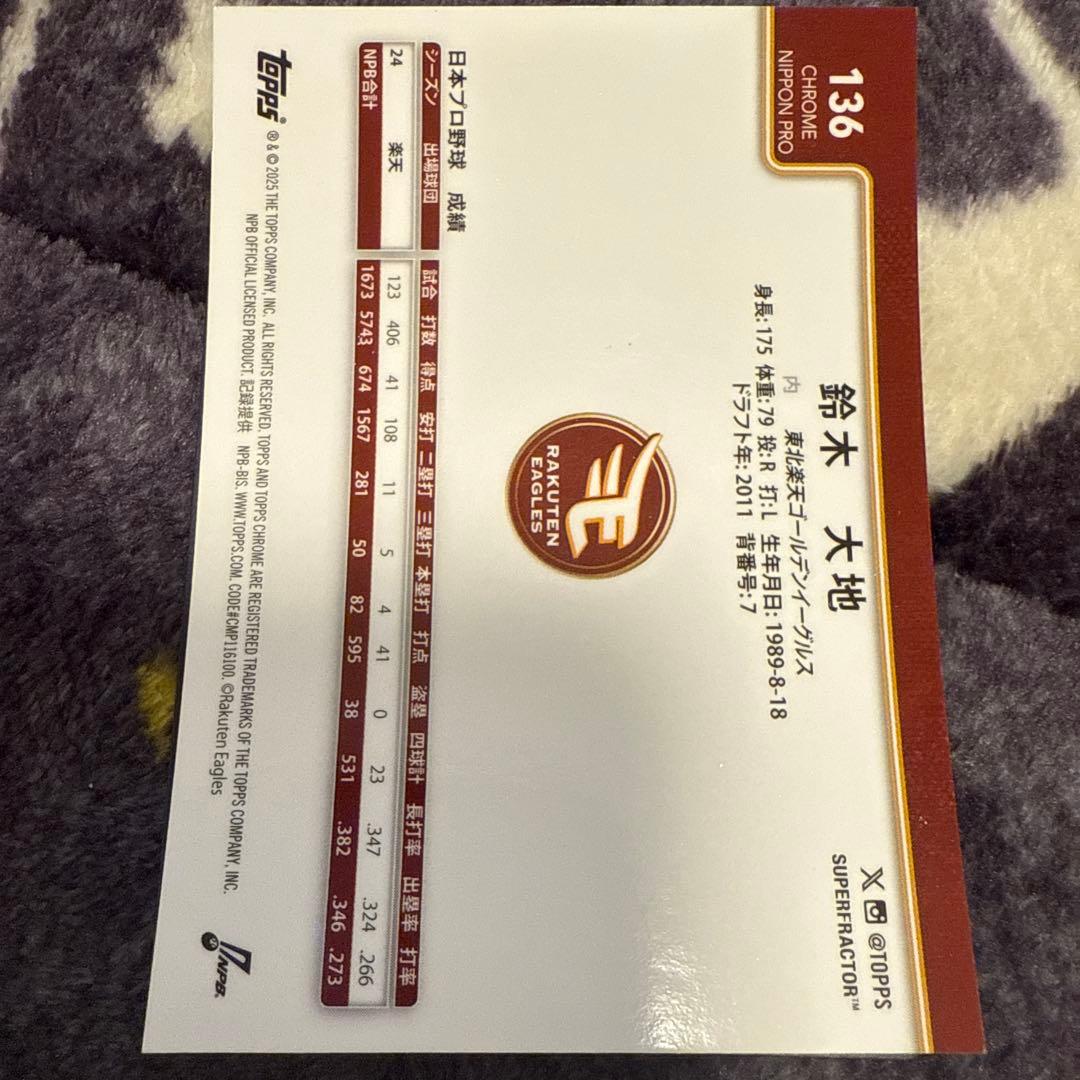 136
CHROME
NIPPON PRO
鈴木 大地
東北楽天ゴールデンイーグルス
内
身長:175 体重:79 投:R 打:L 生年月日:1989-8-18
ドラフト年:2011 背番号:7
@TOPPS
SUPERFRACTOR™
RAKUTEN
EAGLES
日本プロ野球 成績
シーズン 出場球団 試合 打数 得点 安打 二塁打 三塁打 本塁打 打点 盗塁 四球計 長打率 出塁率 打率
24 楽天 123 406 41 108 11 5 4 41 0 23 .347 .324 .266
NPB合計 1673 5743 674 1567 281 50 82 595 38 531 .382 .346 .273
topps® & © 2025 THE TOPPS COMPANY, INC. ALL RIGHTS RESERVED. TOPPS AND TOPPS CHROME ARE REGISTERED TRADEMARKS OF THE TOPPS COMPANY, INC.
NPB OFFICIAL LICENSED PRODUCT. 記録提供 NPB-BIS. WWW.TOPPS.COM. CODE#CMP116100. ©Rakuten Eagles
NPB